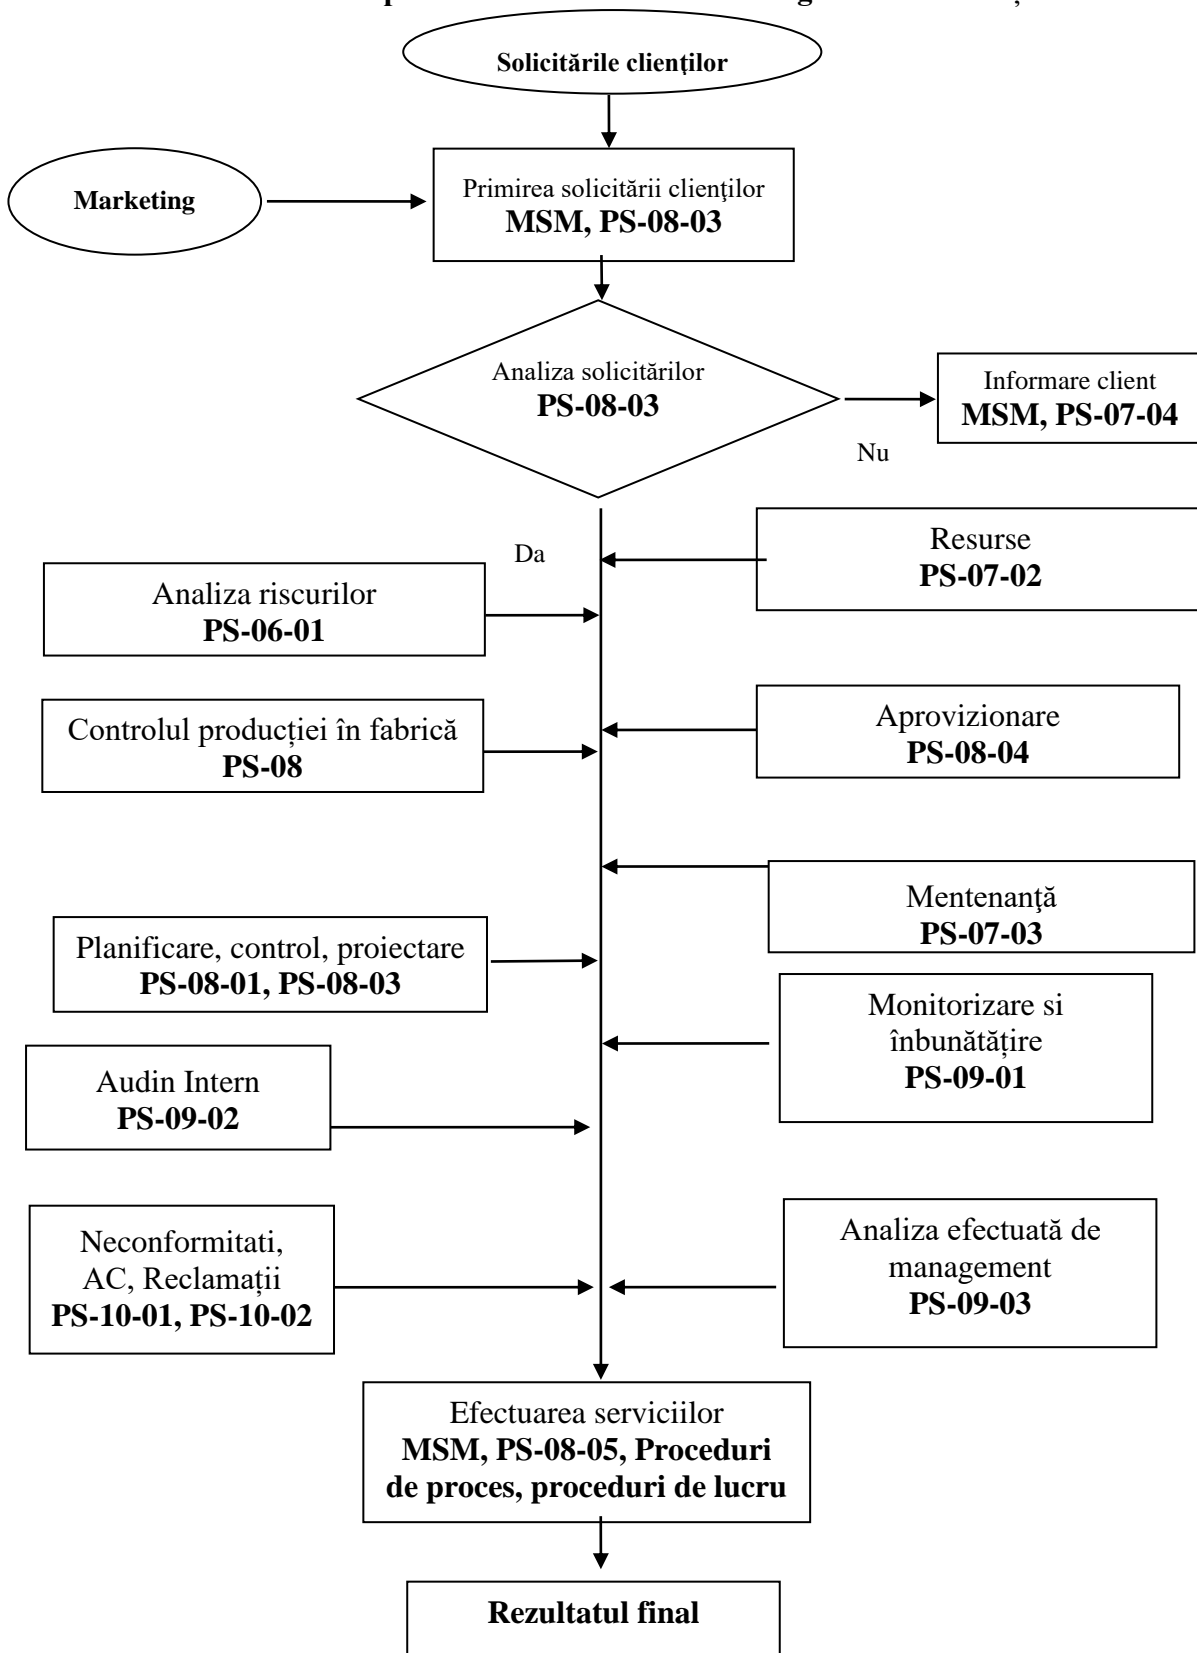 Solicitările clienților
Marketing
Primirea solicitării clienţilor
MSM, PS-08-03
Analiza solicitărilor
PS-08-03
Informare client
MSM, PS-07-04
Nu
Da
Resurse
PS-07-02
Analiza riscurilor
PS-06-01
Controlul producției în fabrică
PS-08
Aprovizionare
PS-08-04
Mentenanţă
PS-07-03
Planificare, control, proiectare
PS-08-01, PS-08-03
Monitorizare si
înbunătățire
PS-09-01
Audin Intern
PS-09-02
Neconformitati,
AC, Reclamații
PS-10-01, PS-10-02
Analiza efectuată de
management
PS-09-03
Efectuarea serviciilor
MSM, PS-08-05, Proceduri
de proces, proceduri de lucru
Rezultatul final